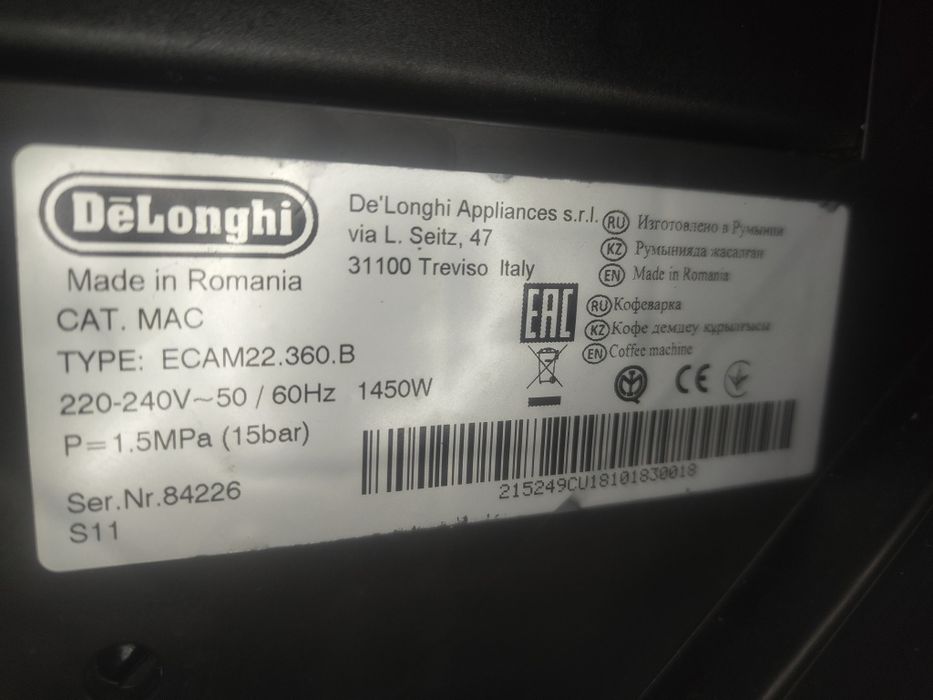 DēLonghi
Made in Romania
CAT. MAC
TYPE: ECAM22.360.B
220-240V~50 / 60Hz 1450W
P=1.5MPa (15bar)
Ser.Nr.84226
S11
De'Longhi Appliances s.r.l.
via L. Seitz, 47
31100 Treviso Italy
EAC
RU Изготовлено в Румынии
KZ Румынияда жасалған
EN Made in Romania
RU Кофеварка
KZ Кофе демдеу құрылғысы
EN Coffee machine
CE
215249CU18101830018